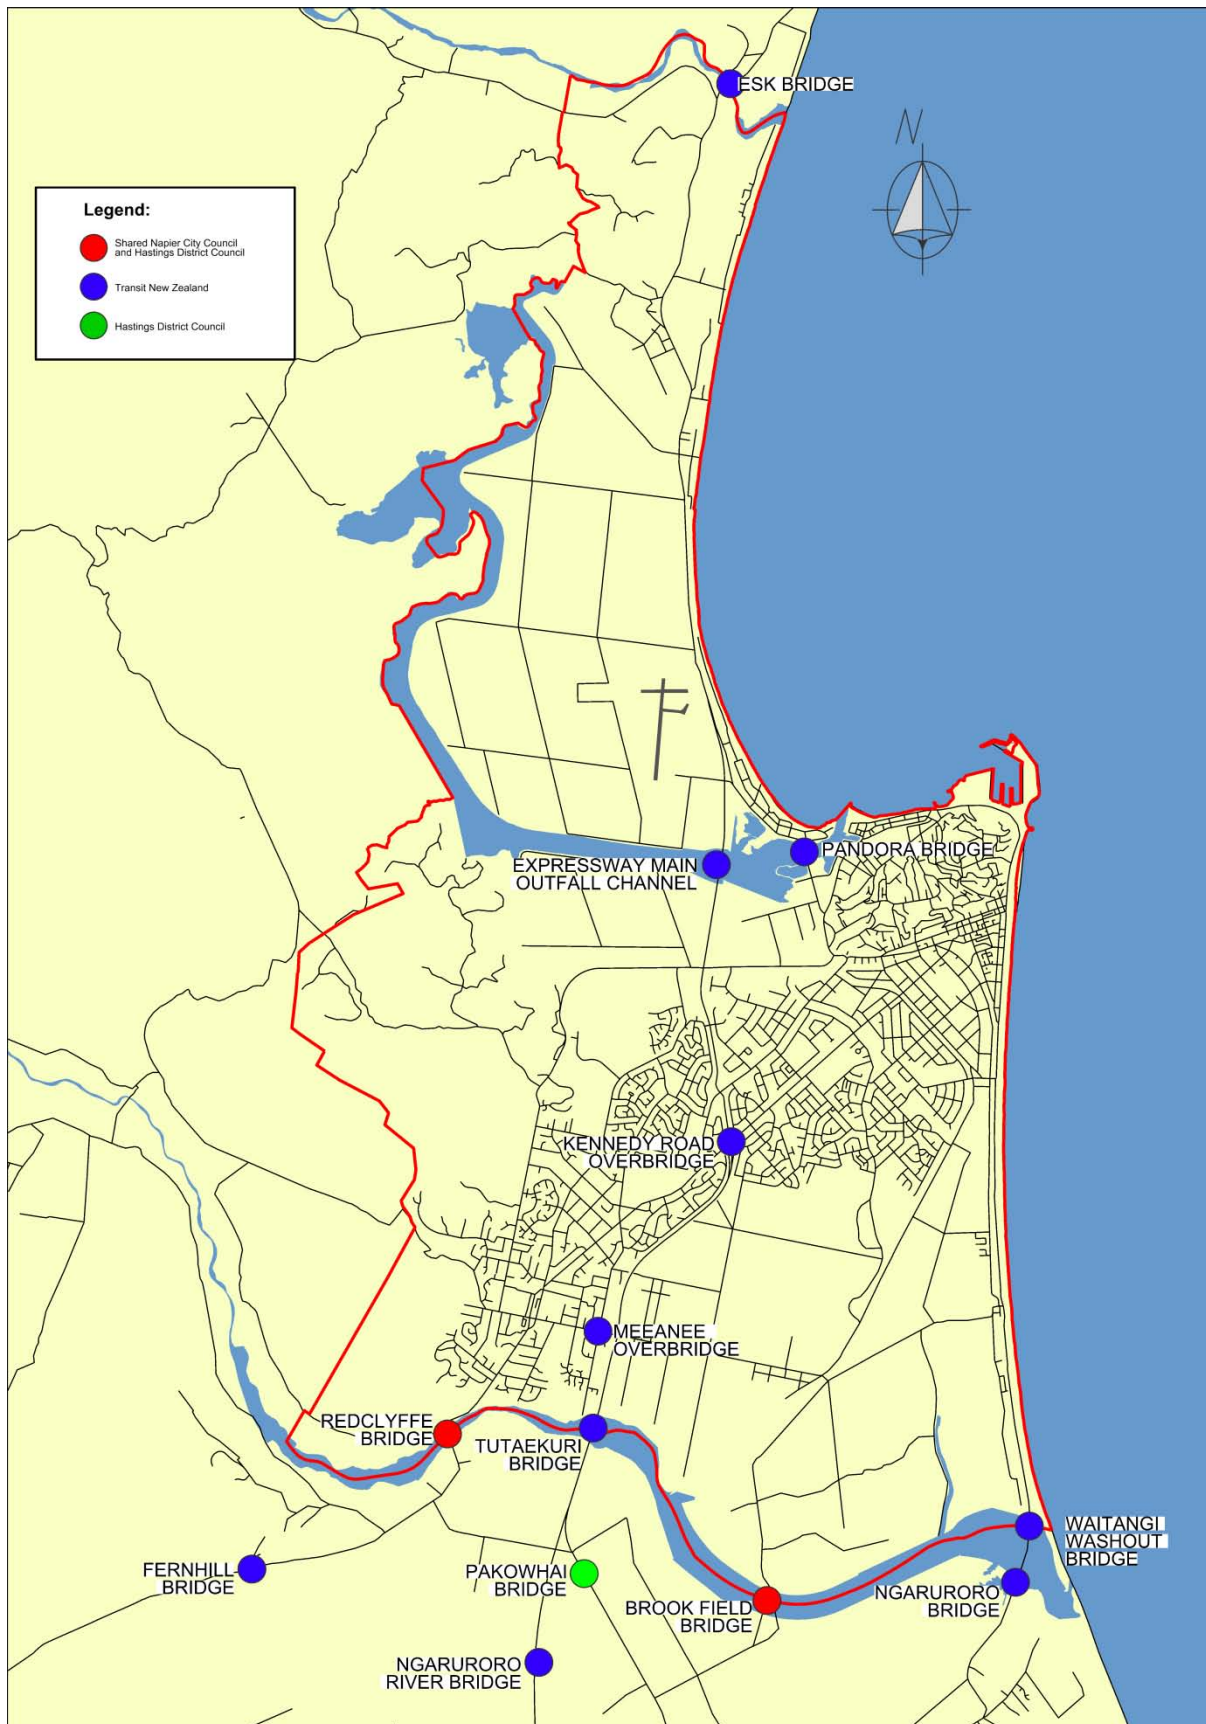 ESK BRIDGE
N
Legend:
Shared Napier City Council
and Hastings District Council
Transit New Zealand
Hastings District Council
PANDORA BRIDGE
EXPRESSWAY MAIN
OUTFALL CHANNEL
KENNEDY ROAD
OVERBRIDGE
MEEANEE
OVERBRIDGE
REDCLYFFE
BRIDGE
TUTAEKURI
BRIDGE
WAITANGI
WASHOUT
BRIDGE
FERNHILL
BRIDGE
PAKOWHAI
BRIDGE
NGARURORO
BRIDGE
BROOK FIELD
BRIDGE
NGARURORO
RIVER BRIDGE